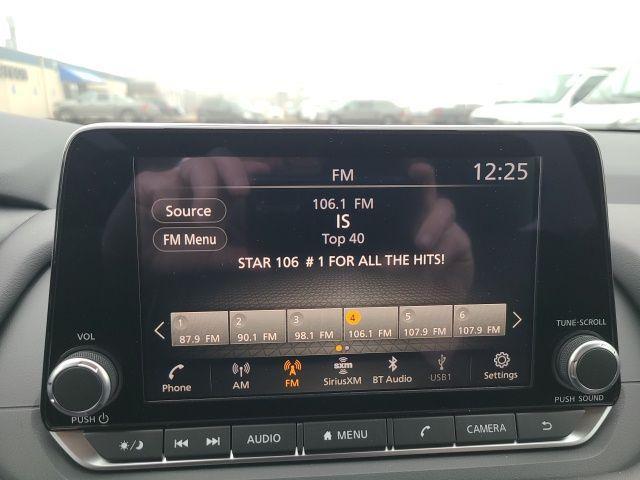 FM
12:25
Source
FM Menu
106.1 FM
IS
Top 40
STAR 106 # 1 FOR ALL THE HITS!
1
87.9 FM
2
90.1 FM
3
98.1 FM
4
106.1 FM
5
107.9 FM
6
107.9 FM
Phone
AM
FM
sxm
SiriusXM
BT Audio
USB1
Settings
VOL
PUSH
TUNE·SCROLL
PUSH SOUND
AUDIO
MENU
CAMERA